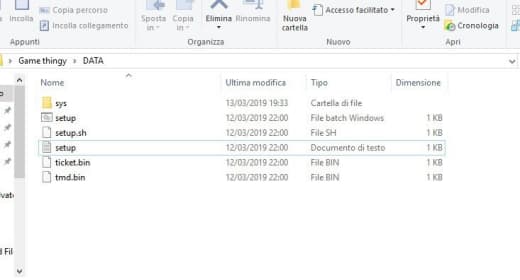 Incolla
Copia percorso
Incolla collegamento
Sposta in
Copia in
Elimina
Rinomina
Nuova cartella
Accesso facilitato
Proprietà
Modifica
Cronologia
Appunti
Organizza
Nuovo
Apri
Game thingy > DATA
Nome Ultima modifica Tipo Dimensione
sys 13/03/2019 19:33 Cartella di file
setup 12/03/2019 22:00 File batch Windows 1 KB
setup.sh 12/03/2019 22:00 File SH 1 KB
setup 12/03/2019 22:00 Documento di testo 1 KB
ticket.bin 12/03/2019 22:00 File BIN 1 KB
tmd.bin 12/03/2019 22:00 File BIN 1 KB